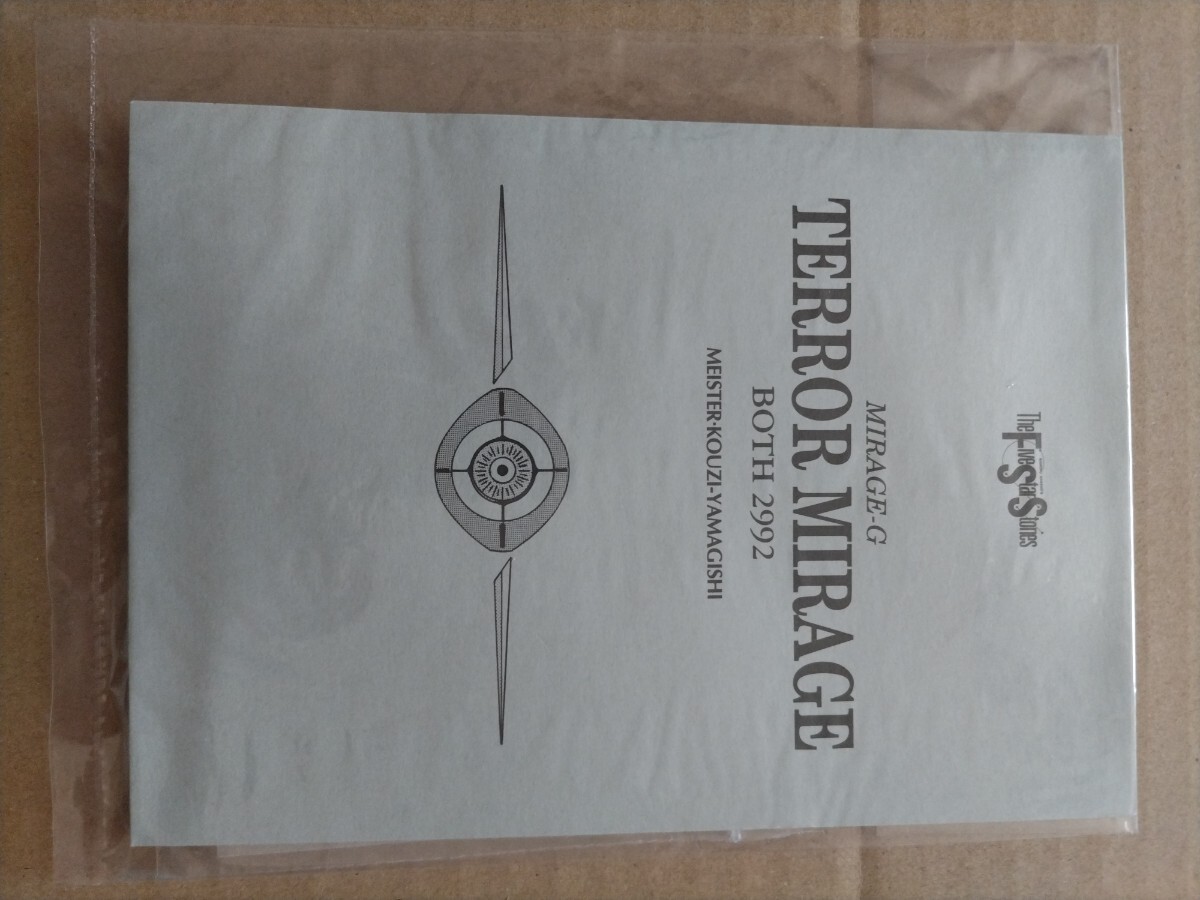 The Five Star Stories
MIRAGE-G
TERROR MIRAGE
BOTH 2992
MEISTER·KOUZI-YAMAGISHI